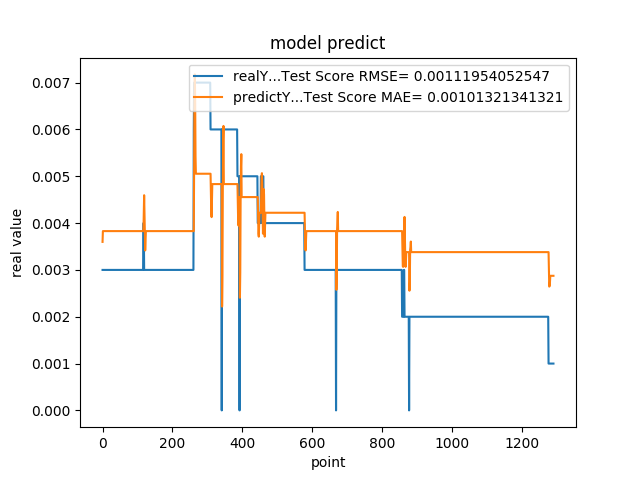 model predict
realY...Test Score RMSE= 0.00111954052547
predictY...Test Score MAE= 0.00101321341321
real value
0.007
0.006
0.005
0.004
0.003
0.002
0.001
0.000
0 200 400 600 800 1000 1200
point